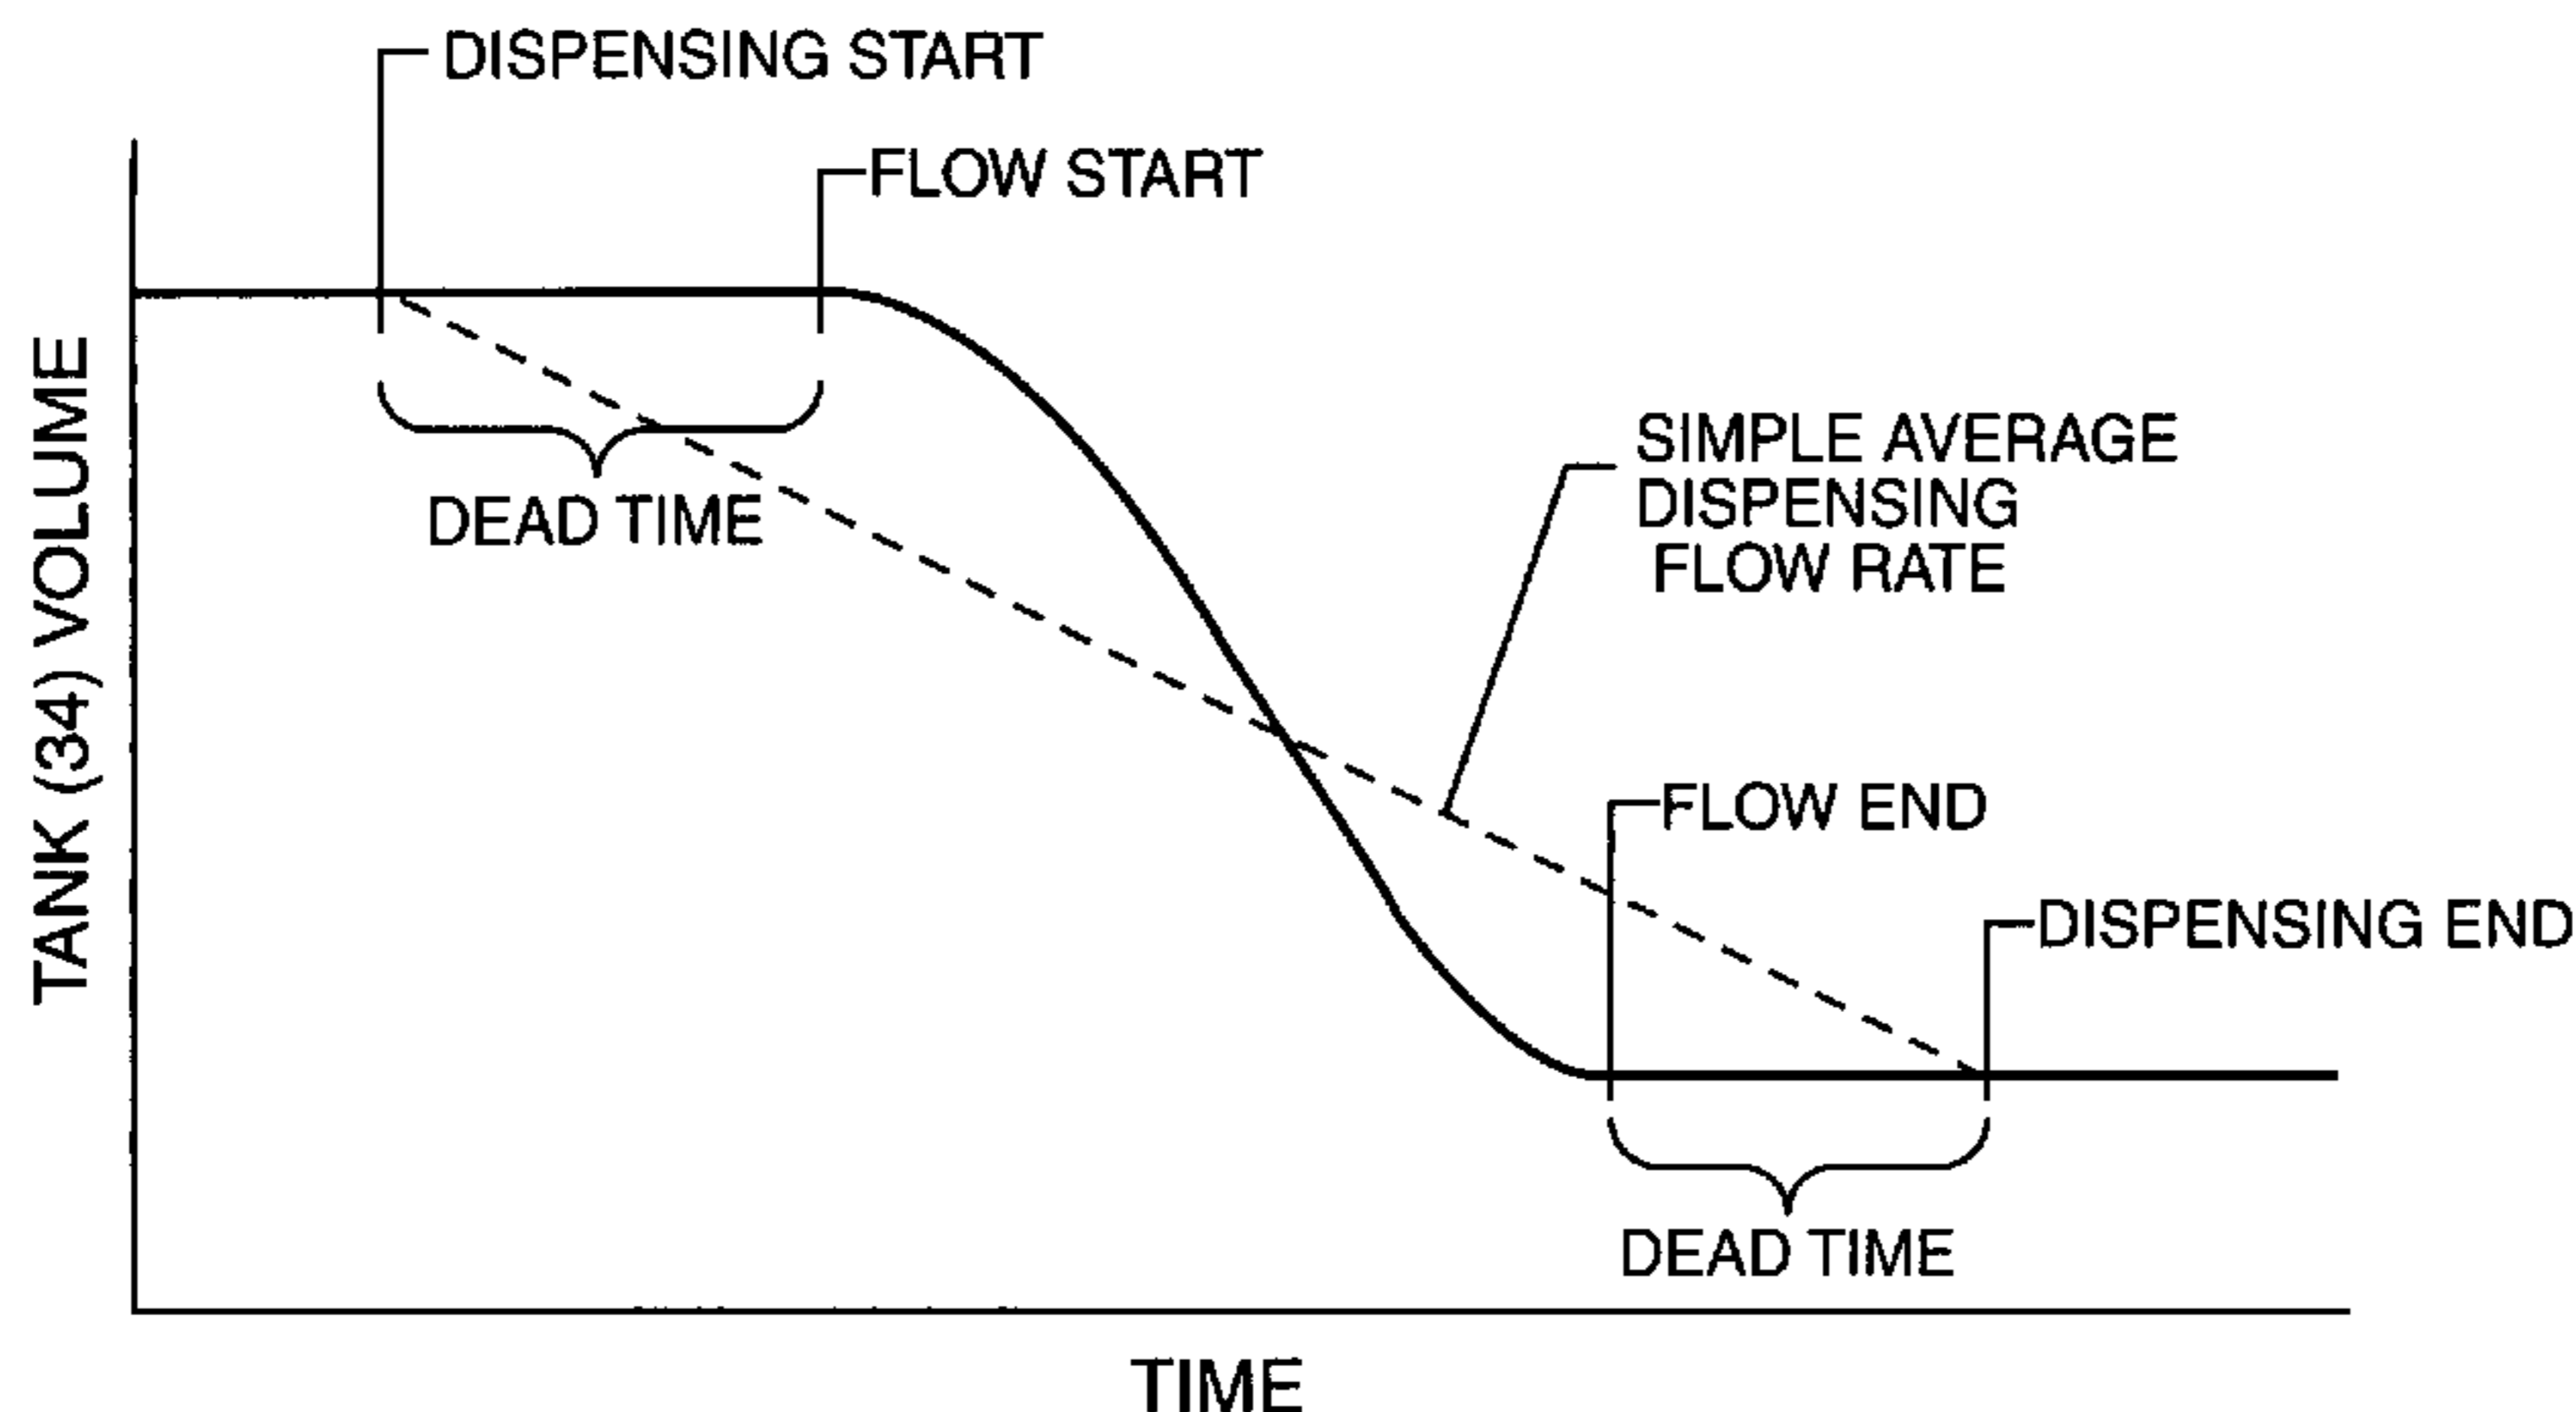 DISPENSING START
FLOW START
TANK (34) VOLUME
DEAD TIME
SIMPLE AVERAGE
DISPENSING
FLOW RATE
FLOW END
DISPENSING END
DEAD TIME
TIME